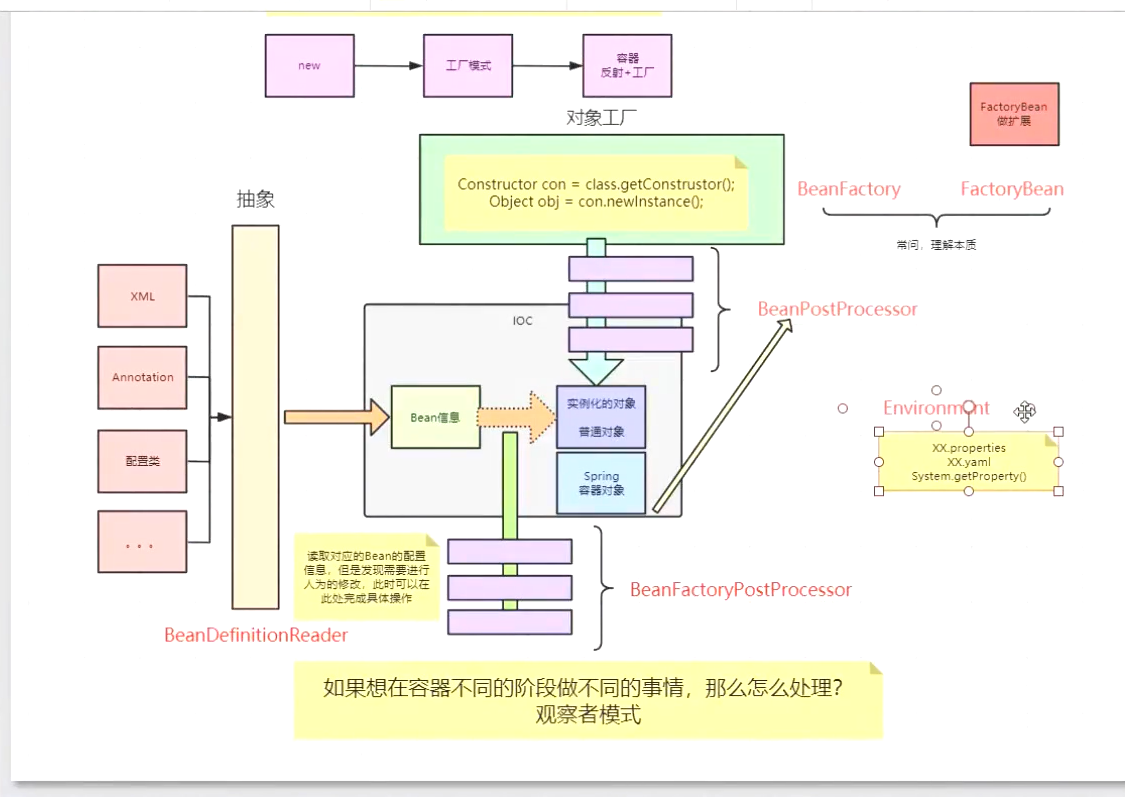 new
工厂模式
容器
反射+工厂
对象工厂
FactoryBean
做扩展
Constructor con = class.getConstrustor();
Object obj = con.newInstance();
BeanFactory
FactoryBean
常问，理解本质
抽象
XML
Annotation
配置类
。。。
IOC
BeanPostProcessor
Bean信息
实例化的对象
普通对象
Spring
容器对象
Environment
XX.properties
XX.yaml
System.getProperty()
读取对应的Bean的配置
信息，但是发现需要进行
人为的修改，此时可以在
此处完成具体操作
BeanFactoryPostProcessor
BeanDefinitionReader
如果想在容器不同的阶段做不同的事情，那么怎么处理？
观察者模式